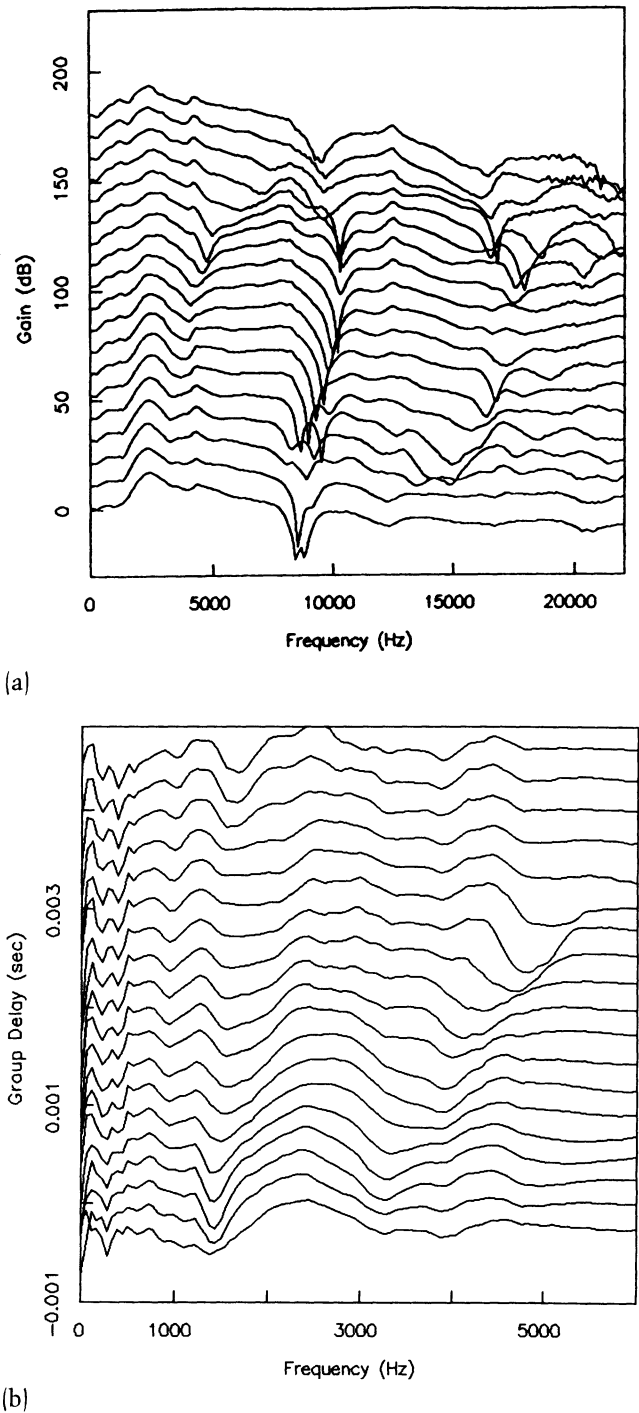 200
150
100
50
0
Gain (dB)
0 5000 10000 15000 20000
Frequency (Hz)
(a)
0.003
0.001
-0.001
Group Delay (sec)
0 1000 3000 5000
Frequency (Hz)
(b)